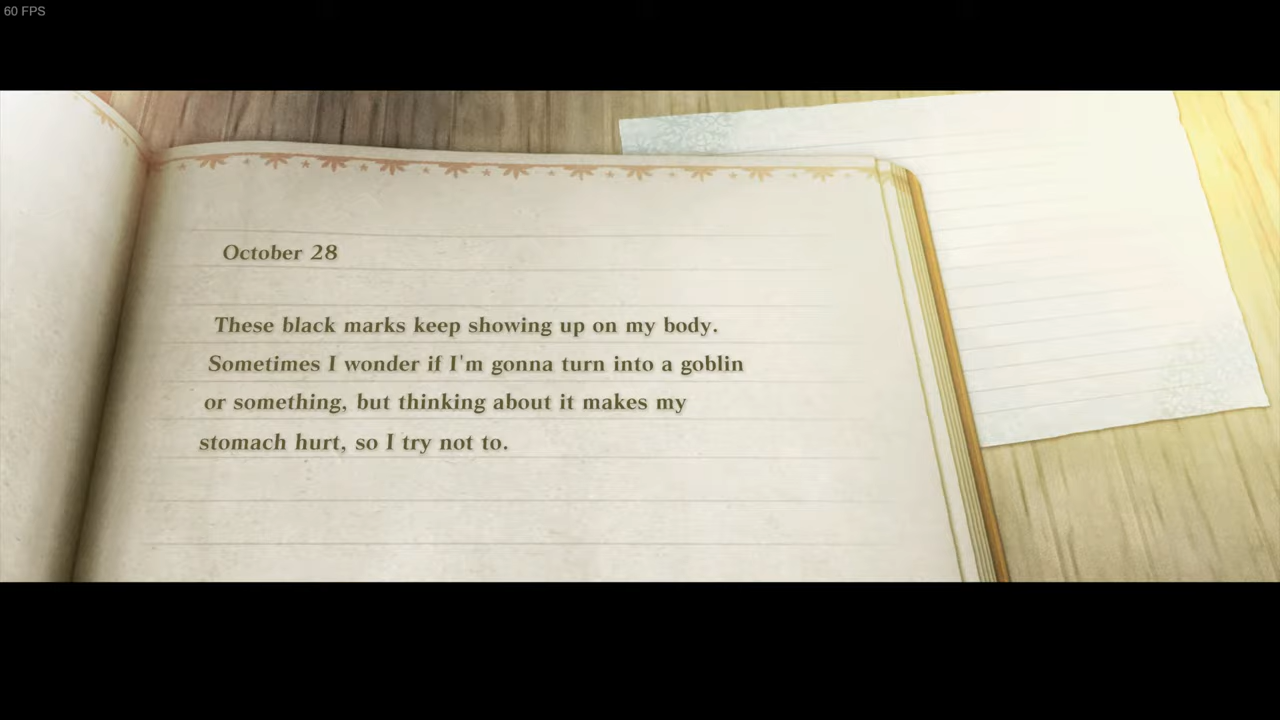 60 FPS
October 28
These black marks keep showing up on my body.
Sometimes I wonder if I'm gonna turn into a goblin
or something, but thinking about it makes my
stomach hurt, so I try not to.